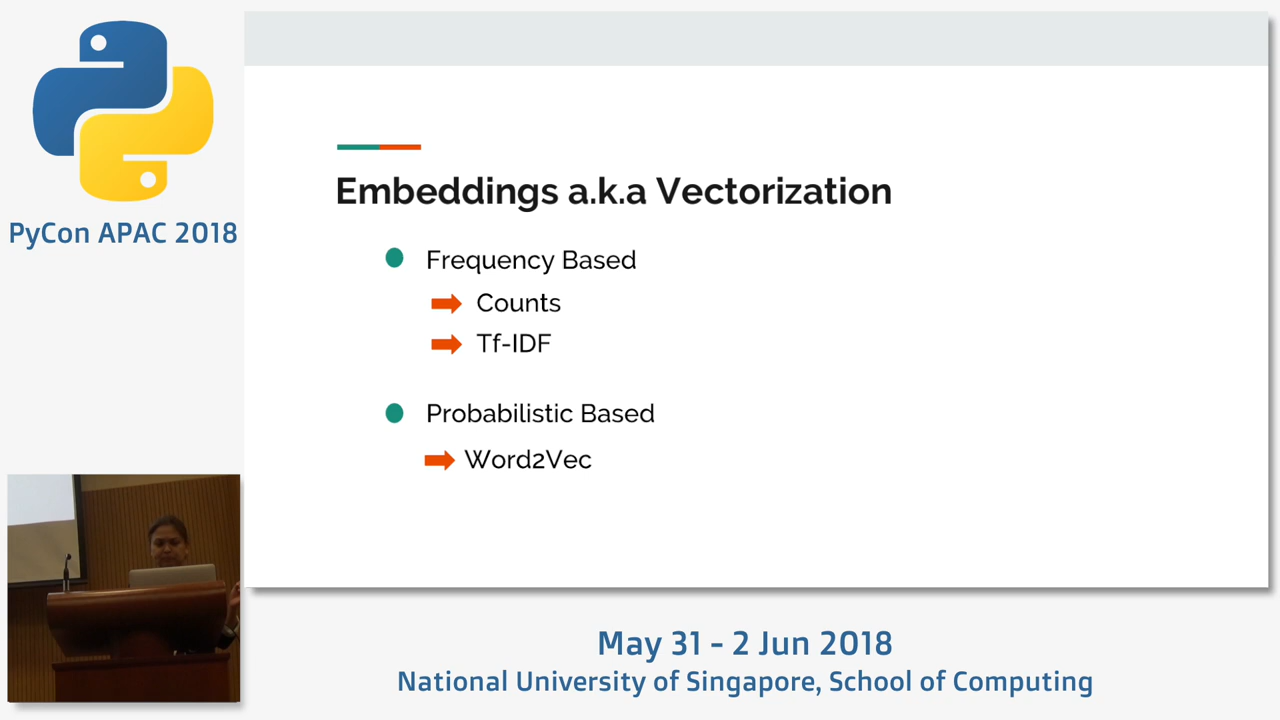 PyCon APAC 2018
Embeddings a.k.a Vectorization
Frequency Based
Counts
Tf-IDF
Probabilistic Based
Word2Vec
May 31 - 2 Jun 2018
National University of Singapore, School of Computing